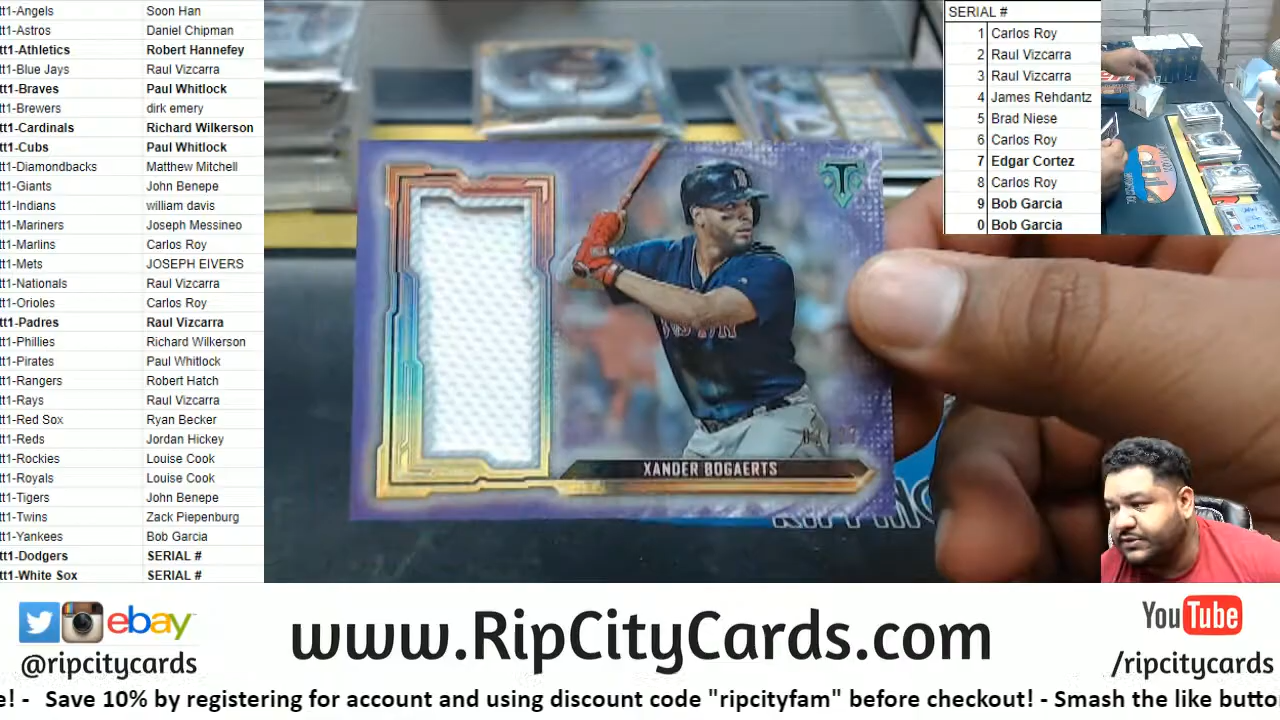 tt1-Angels Soon Han
tt1-Astros Daniel Chipman
tt1-Athletics Robert Hannefey
tt1-Blue Jays Raul Vizcarra
tt1-Braves Paul Whitlock
tt1-Brewers dirk emery
tt1-Cardinals Richard Wilkerson
tt1-Cubs Paul Whitlock
tt1-Diamondbacks Matthew Mitchell
tt1-Giants John Benepe
tt1-Indians william davis
tt1-Mariners Joseph Messineo
tt1-Marlins Carlos Roy
tt1-Mets JOSEPH EIVERS
tt1-Nationals Raul Vizcarra
tt1-Orioles Carlos Roy
tt1-Padres Raul Vizcarra
tt1-Phillies Richard Wilkerson
tt1-Pirates Paul Whitlock
tt1-Rangers Robert Hatch
tt1-Rays Raul Vizcarra
tt1-Red Sox Ryan Becker
tt1-Reds Jordan Hickey
tt1-Rockies Louise Cook
tt1-Royals Louise Cook
tt1-Tigers John Benepe
tt1-Twins Zack Piepenburg
tt1-Yankees Bob Garcia
tt1-Dodgers SERIAL #
tt1-White Sox SERIAL #
SERIAL #
1 Carlos Roy
2 Raul Vizcarra
3 Raul Vizcarra
4 James Rehdantz
5 Brad Niese
6 Carlos Roy
7 Edgar Cortez
8 Carlos Roy
9 Bob Garcia
0 Bob Garcia
XANDER BOGAERTS
ebay
@ripcitycards
www.RipCityCards.com
YouTube
/ripcitycards
e! - Save 10% by registering for account and using discount code "ripcityfam" before checkout! - Smash the like butto